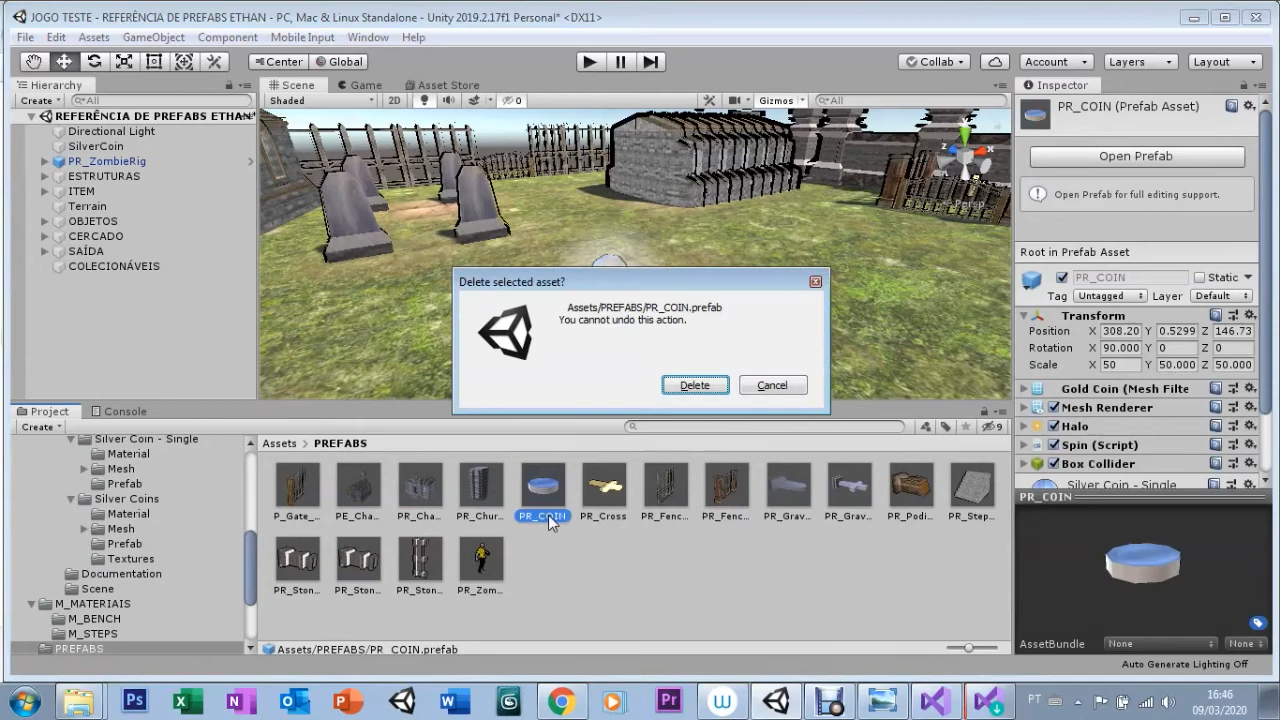 JOGO TESTE - REFERÊNCIA DE PREFABS ETHAN - PC, Mac & Linux Standalone - Unity 2019.2.17f1 Personal* <DX11>
File Edit Assets GameObject Component Mobile Input Window Help
Center Global Collab Account Layers Layout
Hierarchy
Create All
REFERÊNCIA DE PREFABS ETHAN
Directional Light
SilverCoin
PR_ZombieRig
ESTRUTURAS
ITEM
Terrain
OBJETOS
CERCADO
SAÍDA
COLECIONÁVEIS
Scene Game Asset Store
Shaded 2D 0 Gizmos All
Z X
Persp
Delete selected asset?
Assets/PREFABS/PR_COIN.prefab
You cannot undo this action.
Delete Cancel
Inspector
PR_COIN (Prefab Asset)
Open Prefab
Open Prefab for full editing support.
Root in Prefab Asset
PR_COIN Static
Tag Untagged Layer Default
Transform
Position X 308.20 Y 0.5299 Z 146.73
Rotation X 90.000 Y 0 Z 0
Scale X 50 Y 50.000 Z 50.000
Gold Coin (Mesh Filte
Mesh Renderer
Halo
Spin (Script)
Box Collider
Silver Coin - Single
PR_COIN
AssetBundle None None
Auto Generate Lighting Off
Project Console
Create 9
Silver Coin - Single
Material
Mesh
Prefab
Silver Coins
Material
Mesh
Prefab
Textures
Documentation
Scene
M_MATERIAIS
M_BENCH
M_STEPS
PREFABS
Assets > PREFABS
P_Gate_... PE_Cha... PR_Cha... PR_Chur... PR_COIN PR_Cross PR_Fenc... PR_Fenc... PR_Grav... PR_Grav... PR_Podi... PR_Step...
PR_Ston... PR_Ston... PR_Ston... PR_Zom...
Assets/PREFABS/PR_COIN.prefab
Ps X N O P W S W Pr
PT
16:46
09/03/2020